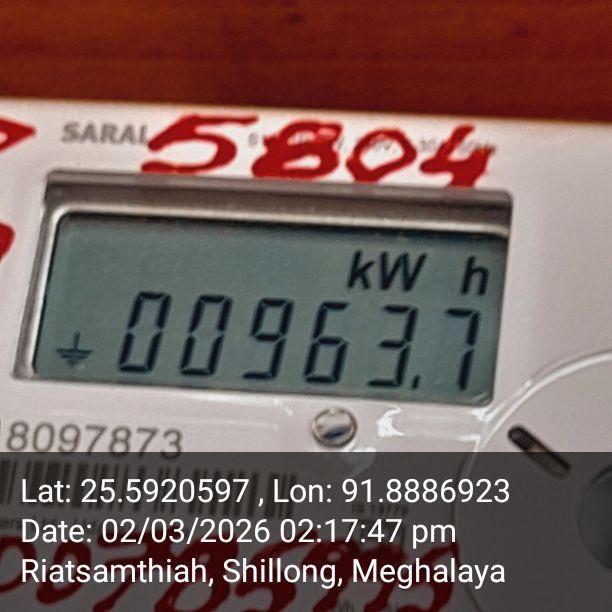 SARAL
5804
kW h
00963.7
8097873
Lat: 25.5920597 , Lon: 91.8886923
Date: 02/03/2026 02:17:47 pm
Riatsamthiah, Shillong, Meghalaya